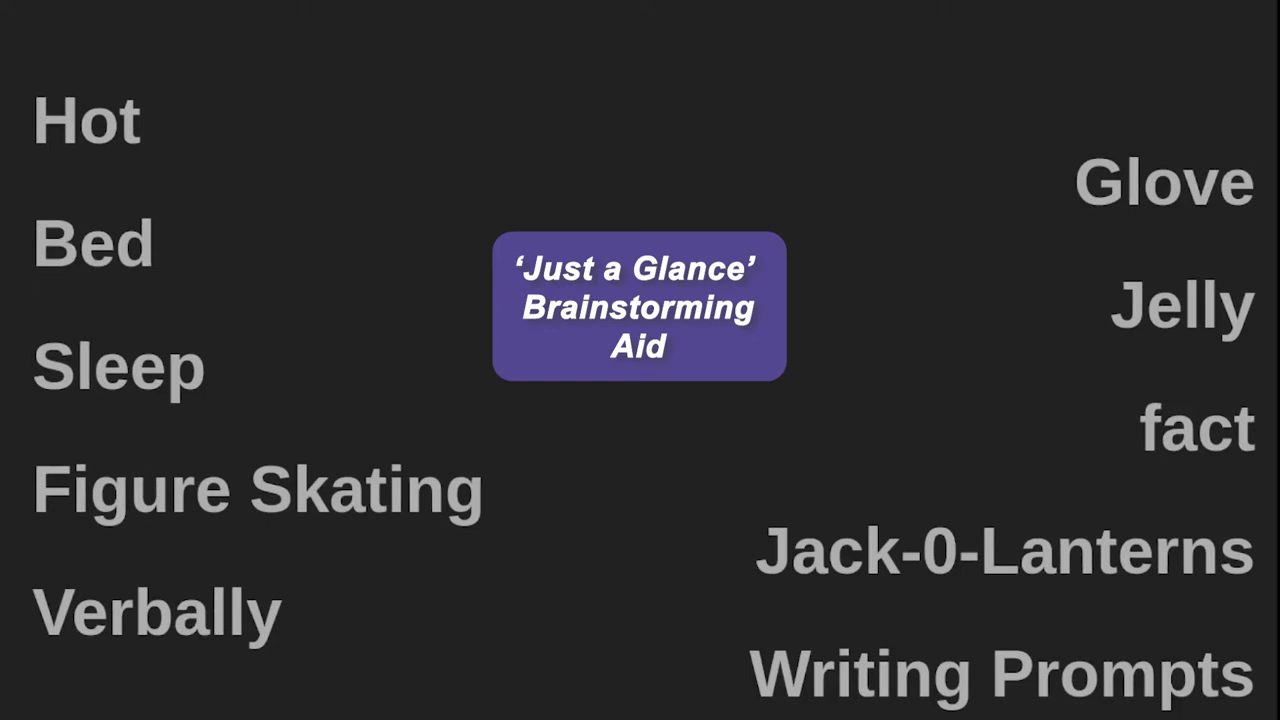 Hot
Glove
Bed
‘Just a Glance’
Brainstorming
Aid
Jelly
Sleep
fact
Figure Skating
Jack-0-Lanterns
Verbally
Writing Prompts